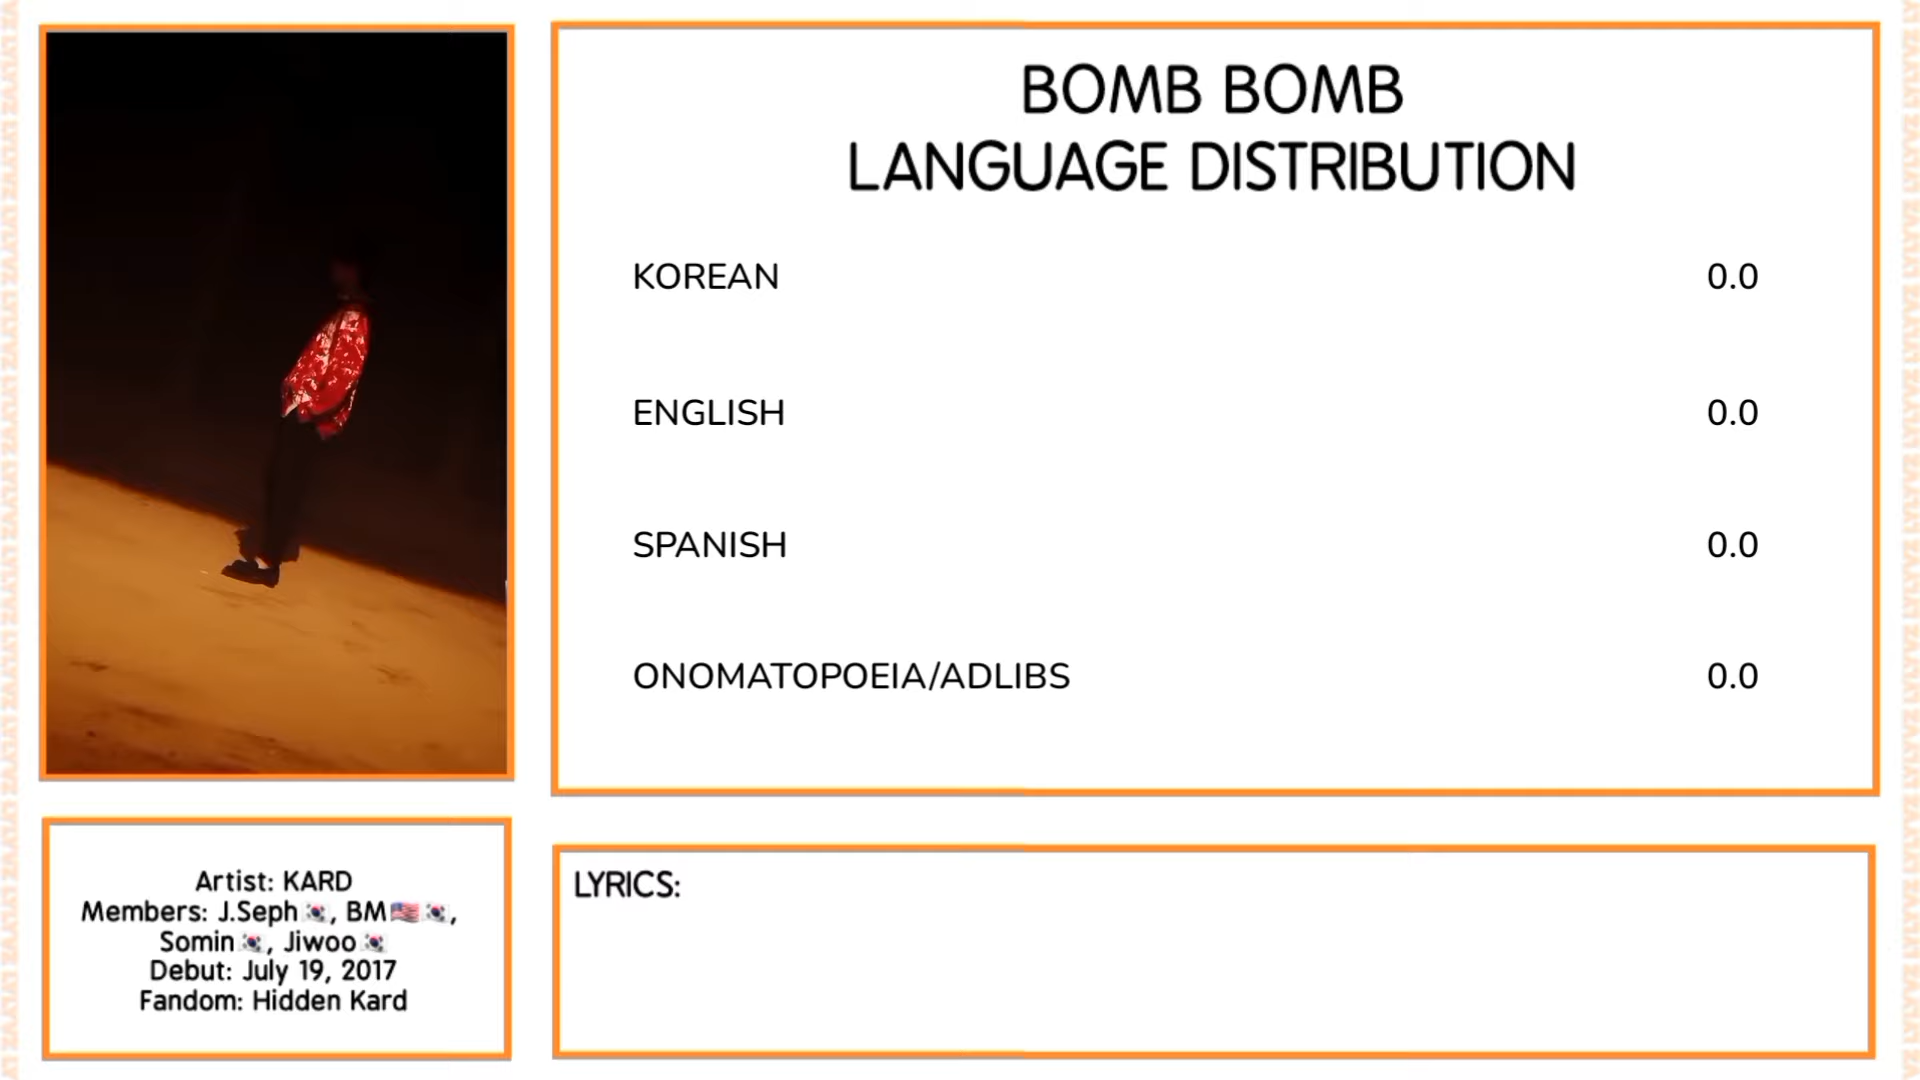 BOMB BOMB
LANGUAGE DISTRIBUTION
KOREAN 0.0
ENGLISH 0.0
SPANISH 0.0
ONOMATOPOEIA/ADLIBS 0.0
Artist: KARD
Members: J.Seph🇰🇷, BM🇺🇸🇰🇷,
Somin🇰🇷, Jiwoo🇰🇷
Debut: July 19, 2017
Fandom: Hidden Kard
LYRICS: